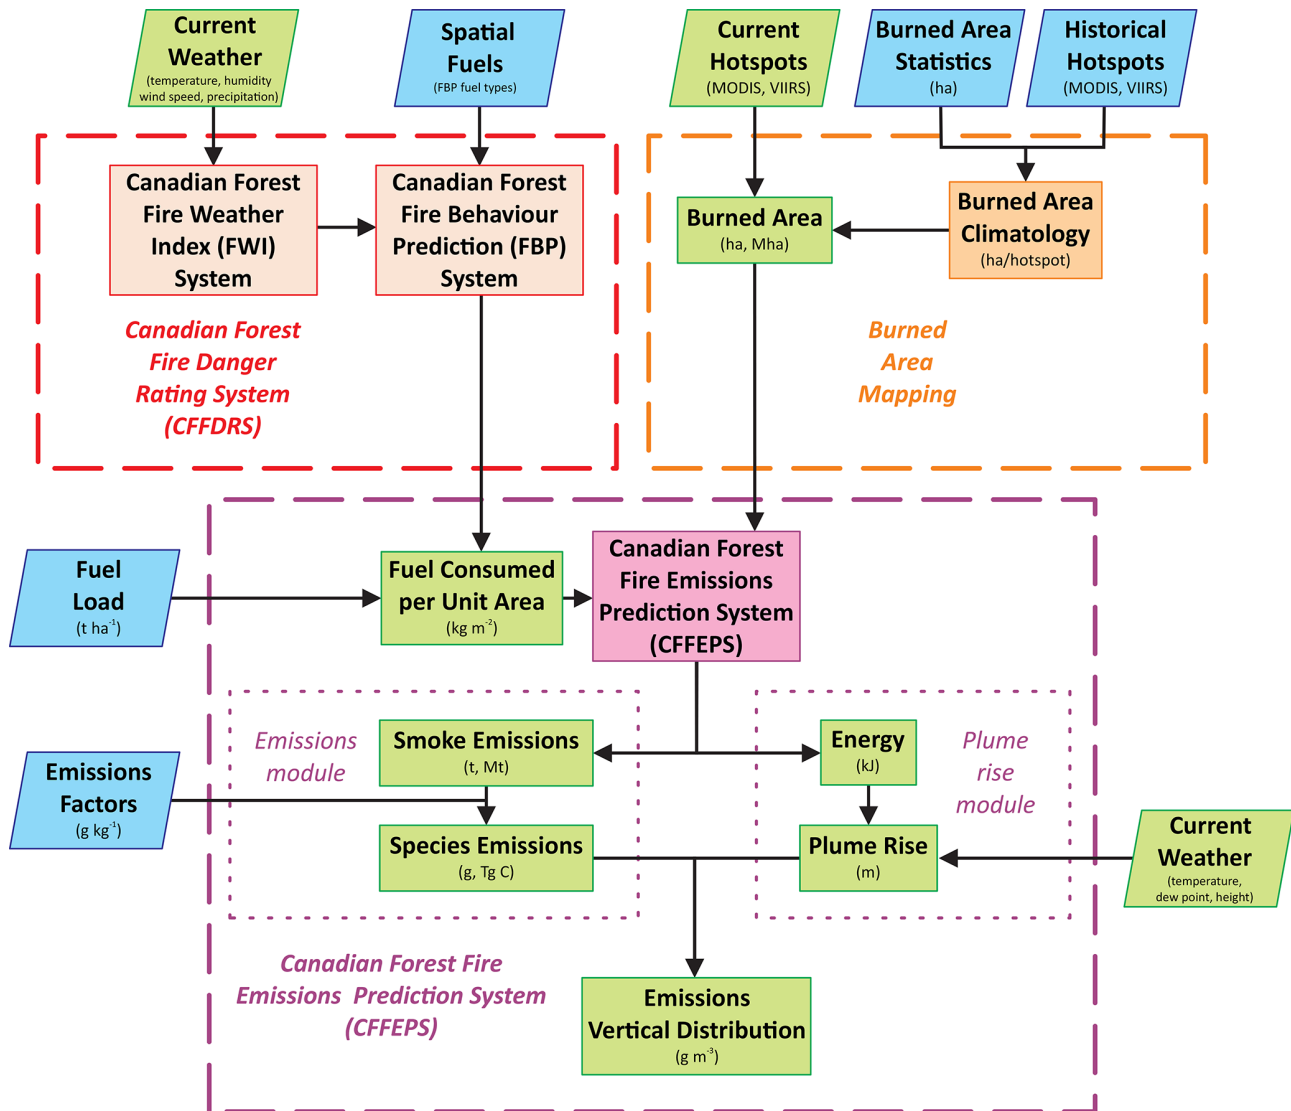 Current
Weather
(temperature, humidity
wind speed, precipitation)
Spatial
Fuels
(FBP fuel types)
Current
Hotspots
(MODIS, VIIRS)
Burned Area
Statistics
(ha)
Historical
Hotspots
(MODIS, VIIRS)
Canadian Forest
Fire Weather
Index (FWI)
System
Canadian Forest
Fire Behaviour
Prediction (FBP)
System
Burned Area
(ha, Mha)
Burned Area
Climatology
(ha/hotspot)
Canadian Forest
Fire Danger
Rating System
(CFFDRS)
Burned
Area
Mapping
Fuel
Load
(t ha⁻¹)
Fuel Consumed
per Unit Area
(kg m⁻²)
Canadian Forest
Fire Emissions
Prediction System
(CFFEPS)
Emissions
module
Smoke Emissions
(t, Mt)
Energy
(kJ)
Plume
rise
module
Emissions
Factors
(g kg⁻¹)
Species Emissions
(g, Tg C)
Plume Rise
(m)
Current
Weather
(temperature,
dew point, height)
Canadian Forest Fire
Emissions Prediction System
(CFFEPS)
Emissions
Vertical Distribution
(g m⁻³)